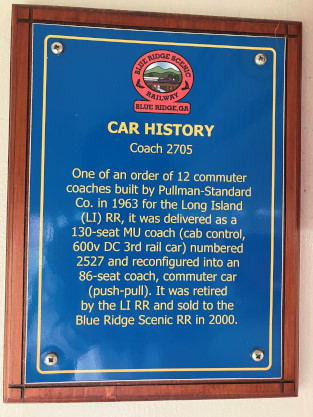 BLUE RIDGE SCENIC
RAILWAY
BLUE RIDGE, GA
CAR HISTORY
Coach 2705
One of an order of 12 commuter
coaches built by Pullman-Standard
Co. in 1963 for the Long Island
(LI) RR, it was delivered as a
130-seat MU coach (cab control,
600v DC 3rd rail car) numbered
2527 and reconfigured into an
86-seat coach, commuter car
(push-pull). It was retired
by the LI RR and sold to the
Blue Ridge Scenic RR in 2000.